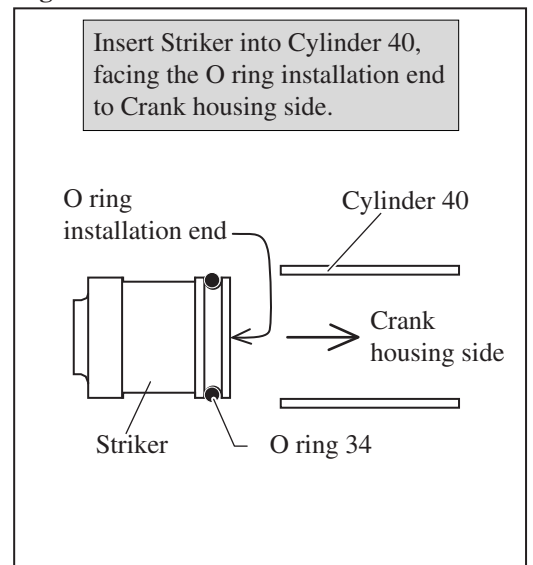 Insert Striker into Cylinder 40,
facing the O ring installation end
to Crank housing side.
O ring
installation end
Cylinder 40
Crank
housing side
Striker
O ring 34